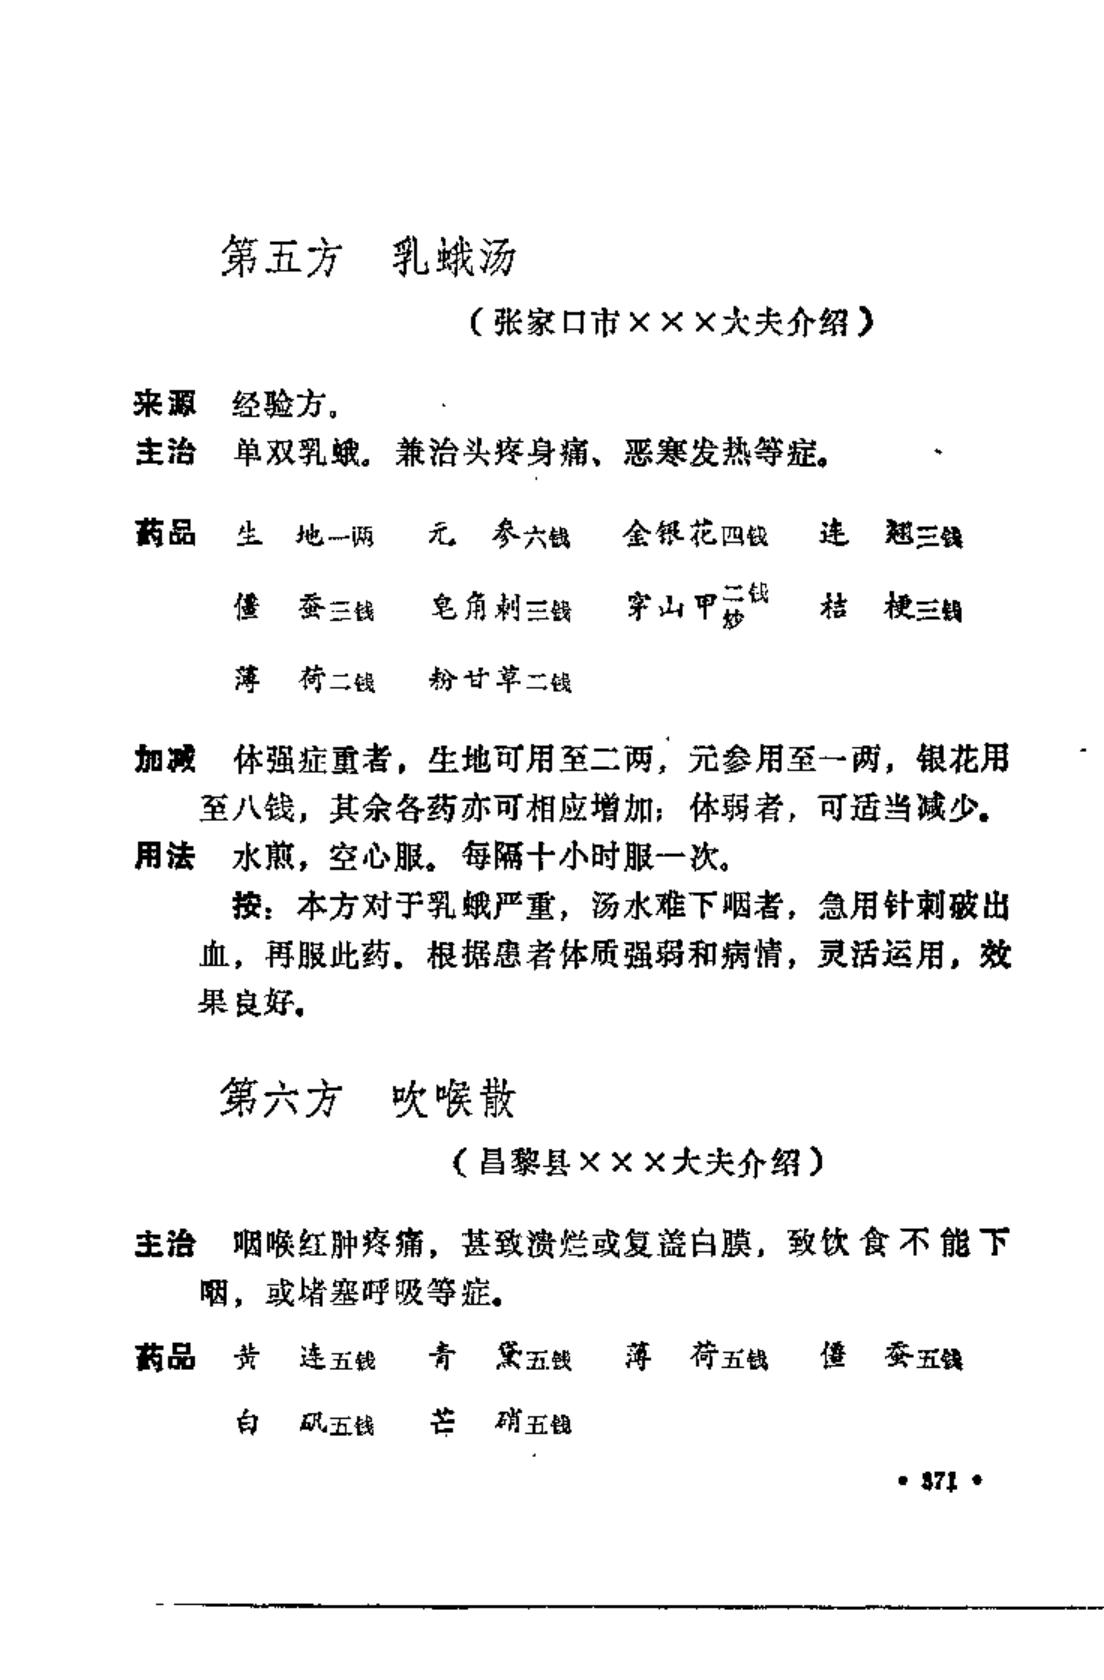 第五方　乳蛾汤
（张家口市×××大夫介绍）
来源　经验方。
主治　单双乳蛾。兼治头疼身痛、恶寒发热等症。
药品　生　地一两　元　参六钱　金银花四钱　连　翘三钱
僵　蚕三钱　皂角刺三钱　穿山甲二钱炒　桔　梗三钱
薄　荷二钱　粉甘草二钱
加减　体强症重者，生地可用至二两，元参用至一两，银花用
至八钱，其余各药亦可相应增加；体弱者，可适当减少。
用法　水煎，空心服。每隔十小时服一次。
按：本方对于乳蛾严重，汤水难下咽者，急用针刺破出
血，再服此药。根据患者体质强弱和病情，灵活运用，效
果良好。
第六方　吹喉散
（昌黎县×××大夫介绍）
主治　咽喉红肿疼痛，甚致溃烂或复盖白膜，致饮食不能下
咽，或堵塞呼吸等症。
药品　黄　连五钱　青　黛五钱　薄　荷五钱　僵　蚕五钱
白　矾五钱　芒　硝五钱
• 371 •